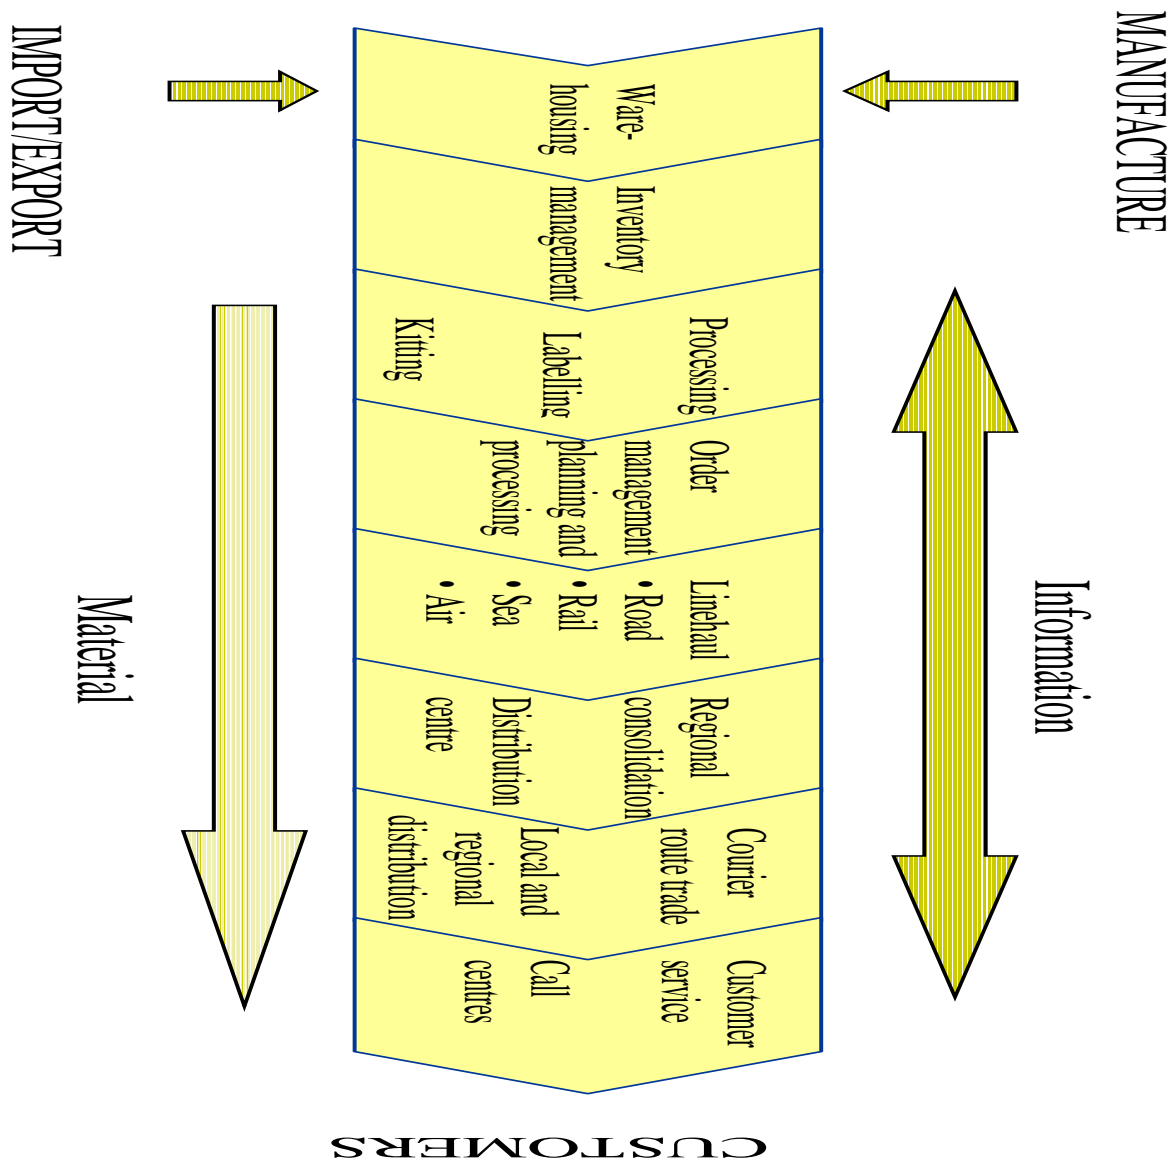 MANUFACTURE
Information
Ware-
housing
Inventory
management
Processing
Labelling
Kitting
Order
management
planning and
processing
Linehaul
• Road
• Rail
• Sea
• Air
Regional
consolidation
Distribution
centre
Courier
route trade
Local and
regional
distribution
Customer
service
Call
centres
CUSTOMERS
Material
IMPORT/EXPORT